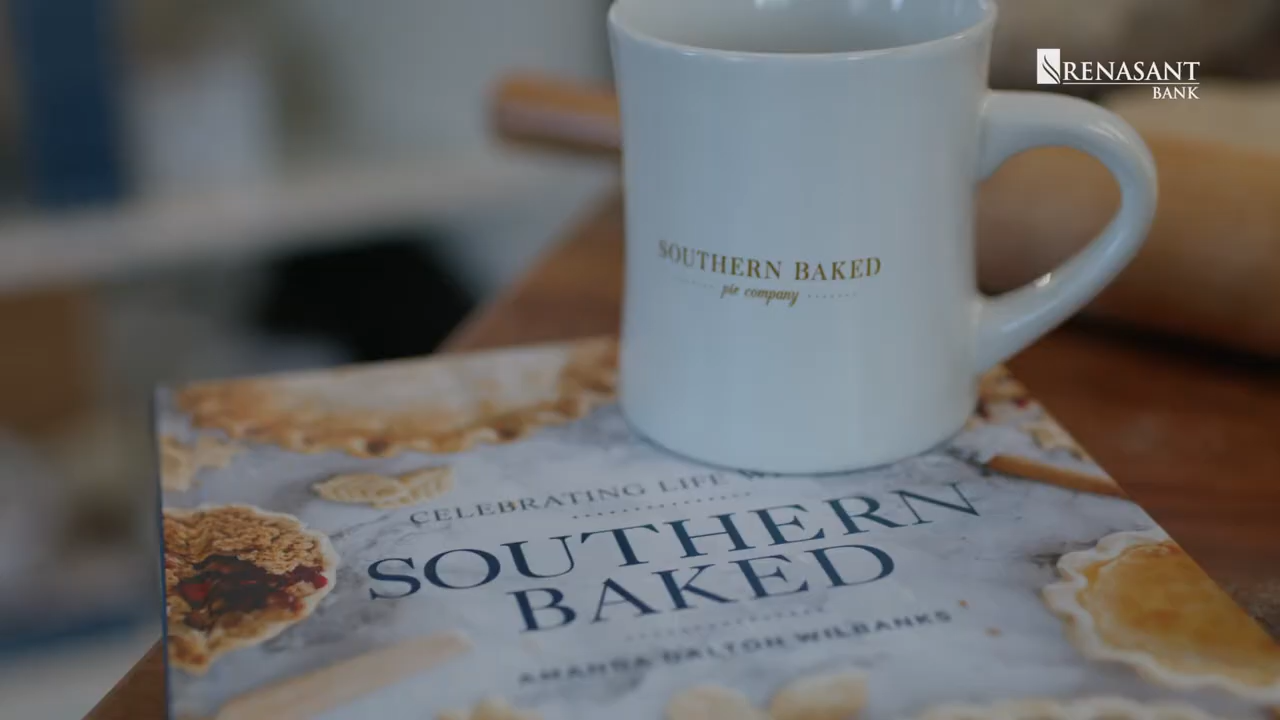 RENASANT
BANK
SOUTHERN BAKED
pie company
CELEBRATING LIFE
SOUTHERN
BAKED
AMANDA DALTON WILBANKS